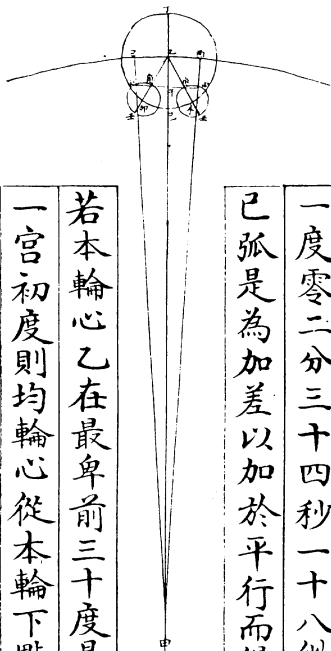 一度零二分三十四秒一十八
已弧是為加差以加於平行而
若本輪心乙在最卑前三十度
一宮初度則均輪心從本輪下
甲